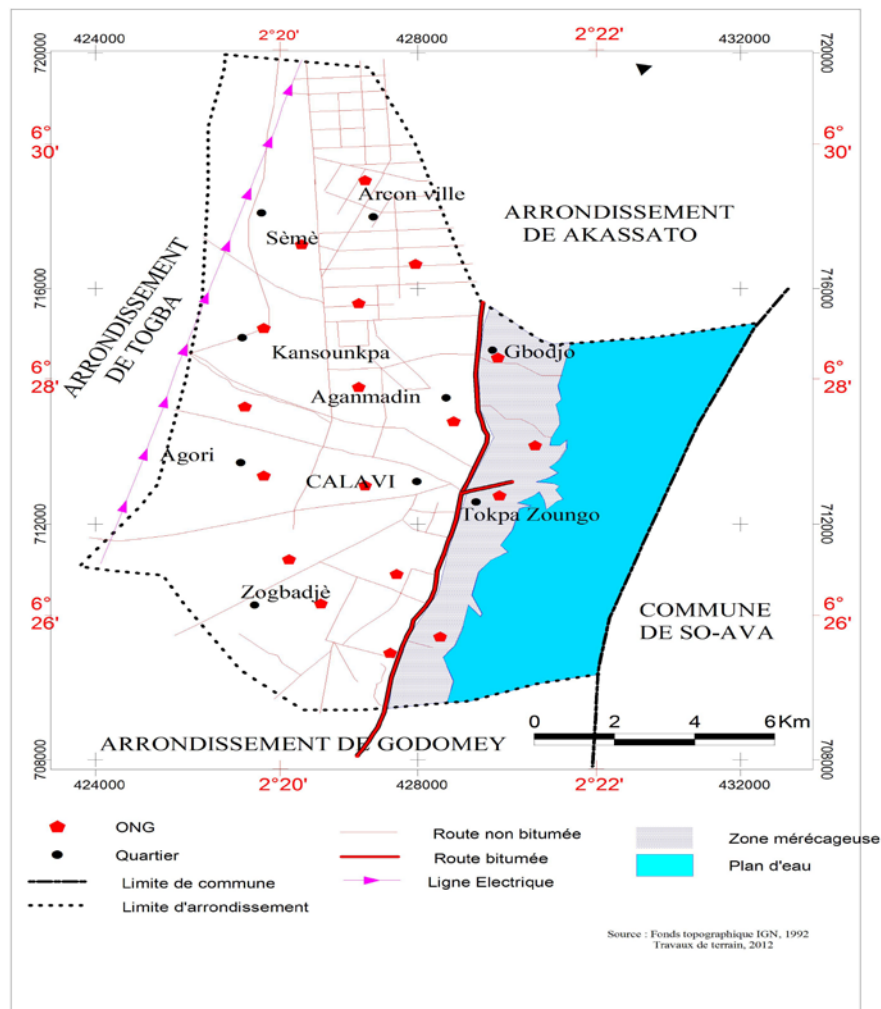 424000
2°20'
428000
2°22'
432000
720000
720000
6°
30'
6°
30'
Arcon ville
ARRONDISSEMENT
DE AKASSATO
Sèmè
ARRONDISSEMENT
DE TOGBA
716000
716000
Kansounkpa
Gbodjo
6°
28'
6°
28'
Aganmadin
Agori
CALAVI
Tokpa Zoungo
712000
712000
Zogbadjè
6°
26'
6°
26'
COMMUNE
DE SO-AVA
0 2 4 6 Km
ARRONDISSEMENT DE GODOMEY
708000
708000
424000
2°20'
428000
2°22'
432000
ONG
Quartier
Limite de commune
Limite d'arrondissement
Route non bitumée
Route bitumée
Ligne Electrique
Zone mérécageuse
Plan d'eau
Source : Fonds topographique IGN, 1992
Travaux de terrain, 2012